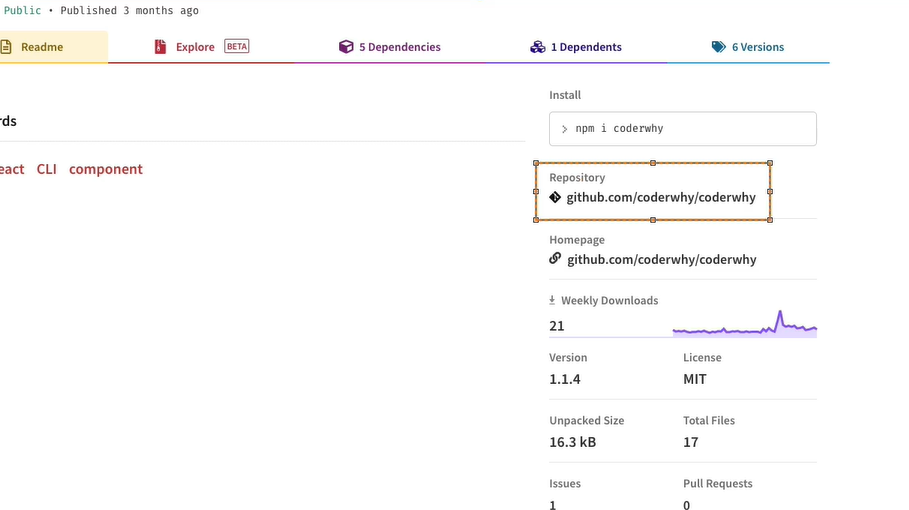 Public • Published 3 months ago
Readme
Explore BETA
5 Dependencies
1 Dependents
6 Versions
Install
> npm i coderwhy
Repository
github.com/coderwhy/coderwhy
Homepage
github.com/coderwhy/coderwhy
Weekly Downloads
21
Version
License
1.1.4
MIT
Unpacked Size
Total Files
16.3 kB
17
Issues
Pull Requests
1
0
rds
eact CLI component